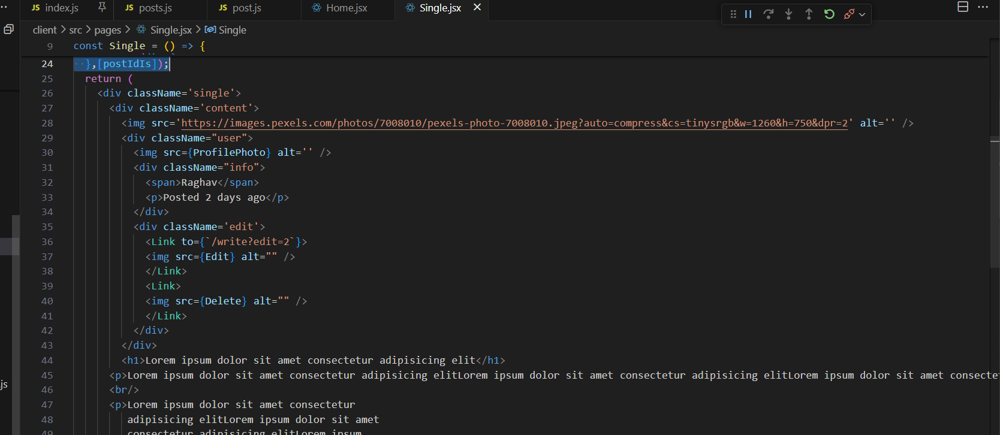 JS index.js JS posts.js JS post.js Home.jsx Single.jsx
client > src > pages > Single.jsx > Single
9 const Single = () => {
24 },[postIdIs]);
25 return (
26 <div className='single'>
27 <div className='content'>
28 <img src='https://images.pexels.com/photos/7008010/pexels-photo-7008010.jpeg?auto=compress&cs=tinysrgb&w=1260&h=750&dpr=2' alt='' />
29 <div className="user">
30 <img src={ProfilePhoto} alt='' />
31 <div className="info">
32 <span>Raghav</span>
33 <p>Posted 2 days ago</p>
34 </div>
35 <div className='edit'>
36 <Link to={`/write?edit=2`}>
37 <img src={Edit} alt="" />
38 </Link>
39 <Link>
40 <img src={Delete} alt="" />
41 </Link>
42 </div>
43 </div>
44 <h1>Lorem ipsum dolor sit amet consectetur adipisicing elit</h1>
45 <p>Lorem ipsum dolor sit amet consectetur adipisicing elitLorem ipsum dolor sit amet consectetur adipisicing elitLorem ipsum dolor sit amet consecte
js
46 <br/>
47 <p>Lorem ipsum dolor sit amet consectetur
48 adipisicing elitLorem ipsum dolor sit amet
49 consectetur adipisicing elitLorem ipsum